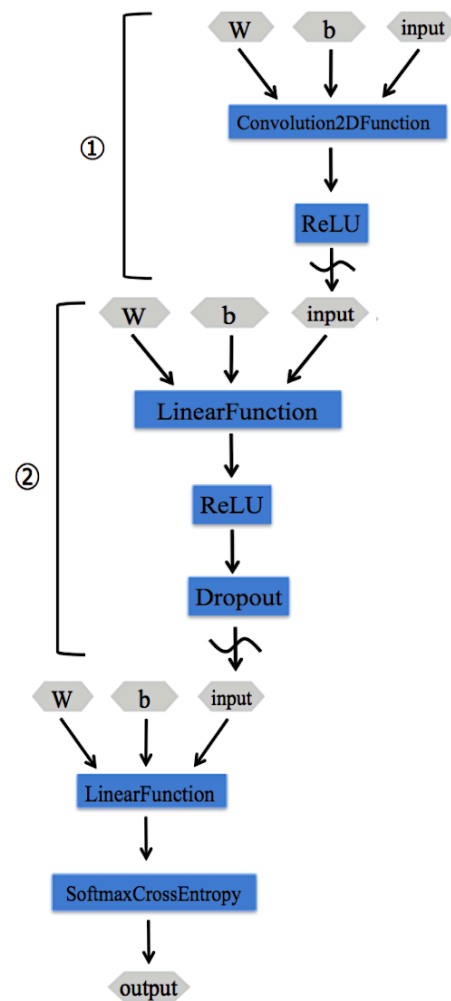 W b input
Convolution2DFunction
①
ReLU
W b input
LinearFunction
②
ReLU
Dropout
W b input
LinearFunction
SoftmaxCrossEntropy
output